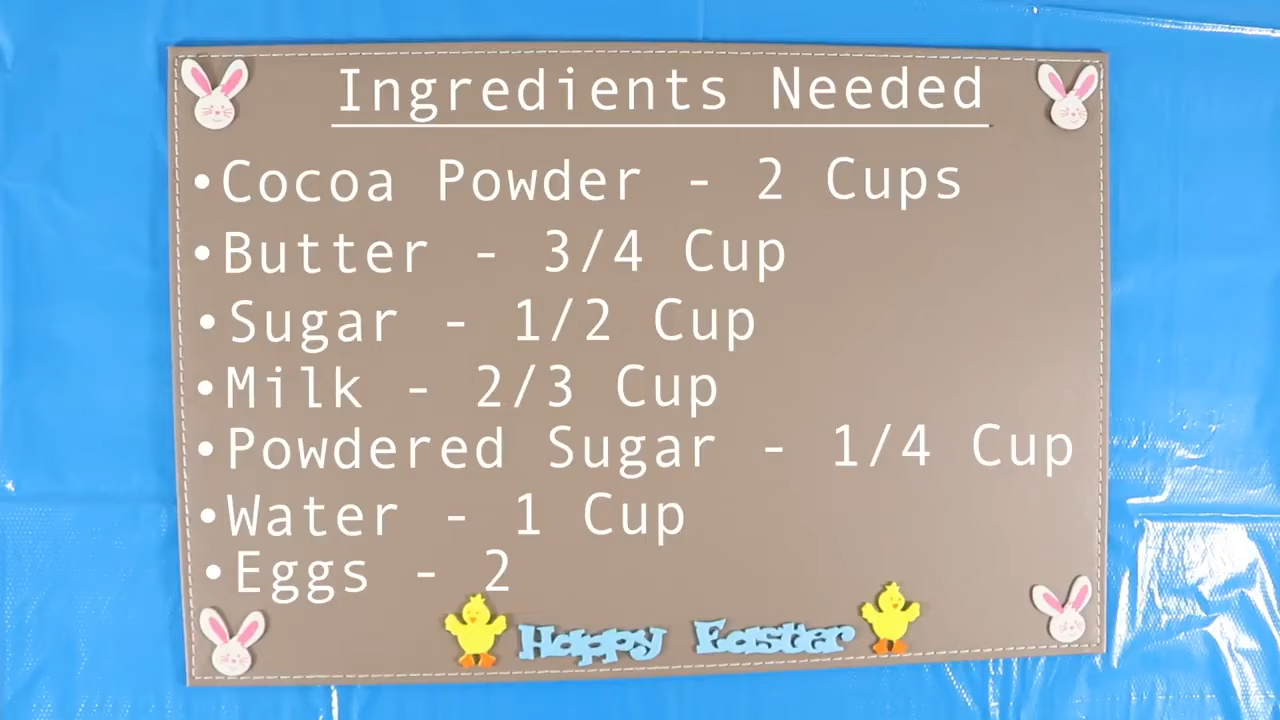 Ingredients Needed
•Cocoa Powder - 2 Cups
•Butter - 3/4 Cup
•Sugar - 1/2 Cup
•Milk - 2/3 Cup
•Powdered Sugar - 1/4 Cup
•Water - 1 Cup
•Eggs - 2
Happy Easter